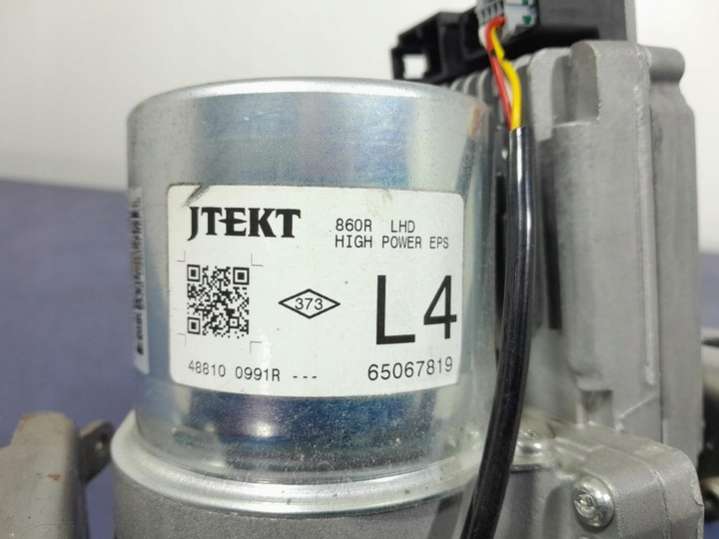 JTEKT
860R LHD
HIGH POWER EPS
373
L4
48810 0991R ---
65067819